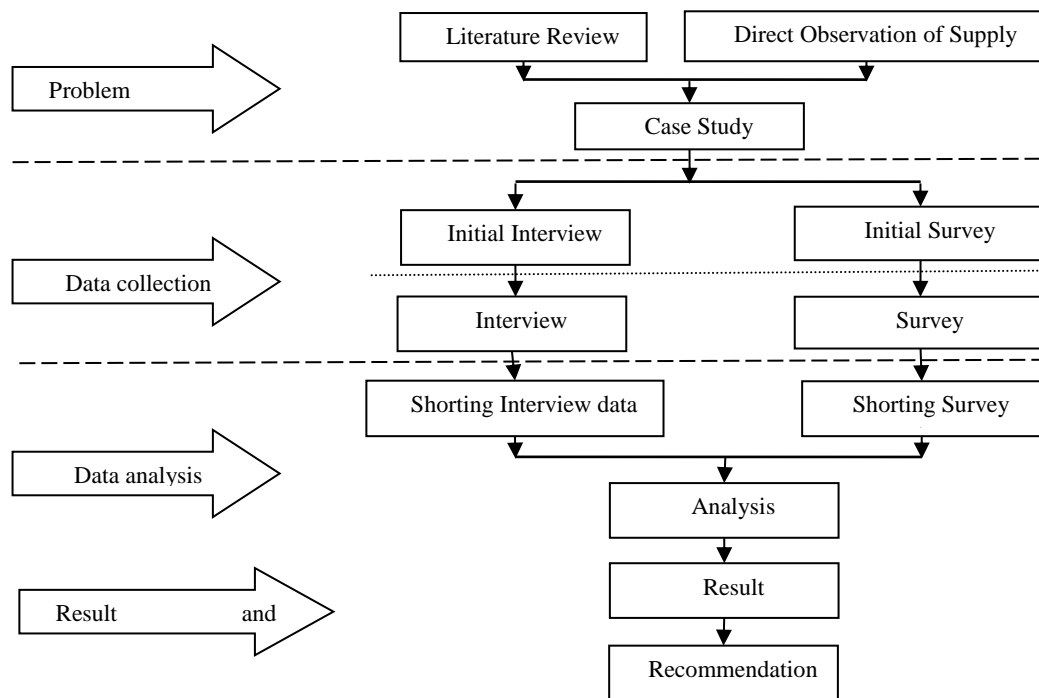 Literature Review
Direct Observation of Supply
Problem
Case Study
Initial Interview
Initial Survey
Data collection
Interview
Survey
Shorting Interview data
Shorting Survey
Data analysis
Analysis
Result
Result and
Recommendation